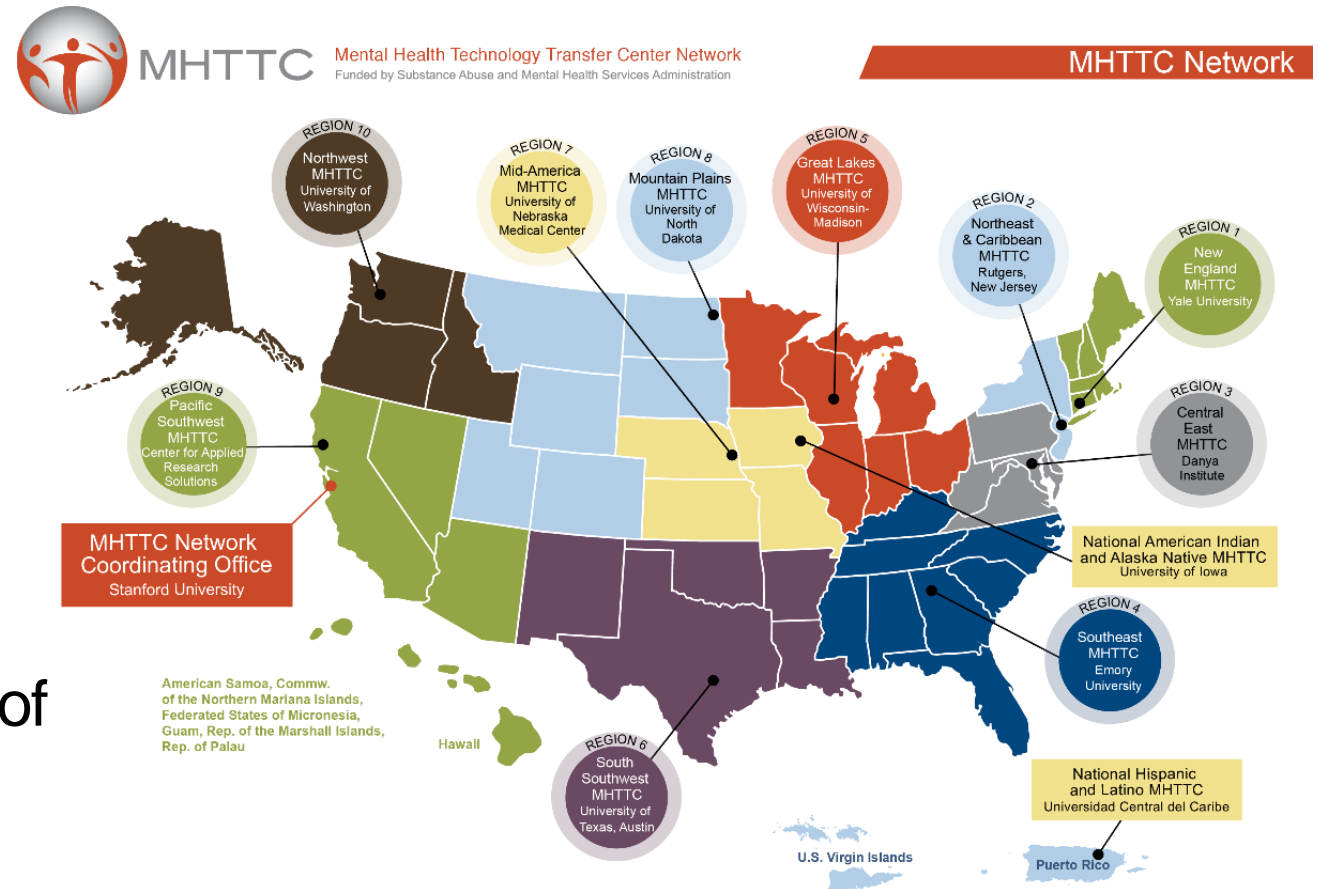 MHTTC
Mental Health Technology Transfer Center Network
Funded by Substance Abuse and Mental Health Services Administration
MHTTC Network
REGION 10
Northwest
MHTTC
University of
Washington
REGION 7
Mid-America
MHTTC
University of
Nebraska
Medical Center
REGION 8
Mountain Plains
MHTTC
University of
North
Dakota
REGION 5
Great Lakes
MHTTC
University of
Wisconsin-
Madison
REGION 2
Northeast
& Caribbean
MHTTC
Rutgers,
New Jersey
REGION 1
New
England
MHTTC
Yale University
REGION 9
Pacific
Southwest
MHTTC
Center for Applied
Research
Solutions
REGION 3
Central
East
MHTTC
Danya
Institute
MHTTC Network
Coordinating Office
Stanford University
National American Indian
and Alaska Native MHTTC
University of Iowa
REGION 4
Southeast
MHTTC
Emory
University
of
American Samoa, Commw.
of the Northern Mariana Islands,
Federated States of Micronesia,
Guam, Rep. of the Marshall Islands,
Rep. of Palau
Hawaii
REGION 6
South
Southwest
MHTTC
University of
Texas, Austin
National Hispanic
and Latino MHTTC
Universidad Central del Caribe
U.S. Virgin Islands
Puerto Rico